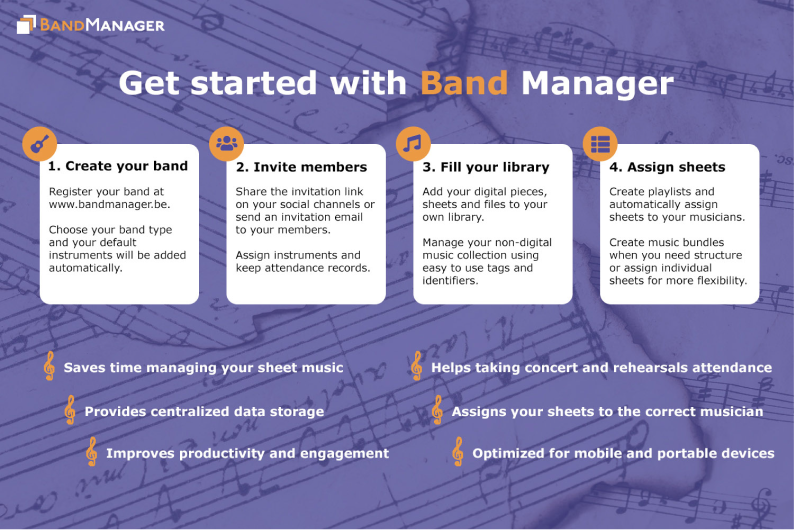 BANDMANAGER
Get started with Band Manager
1. Create your band
Register your band at
www.bandmanager.be.
Choose your band type
and your default
instruments will be added
automatically.
2. Invite members
Share the invitation link
on your social channels or
send an invitation email
to your members.
Assign instruments and
keep attendance records.
3. Fill your library
Add your digital pieces,
sheets and files to your
own library.
Manage your non-digital
music collection using
easy to use tags and
identifiers.
4. Assign sheets
Create playlists and
automatically assign
sheets to your musicians.
Create music bundles
when you need structure
or assign individual
sheets for more flexibility.
Saves time managing your sheet music
Provides centralized data storage
Improves productivity and engagement
Helps taking concert and rehearsals attendance
Assigns your sheets to the correct musician
Optimized for mobile and portable devices